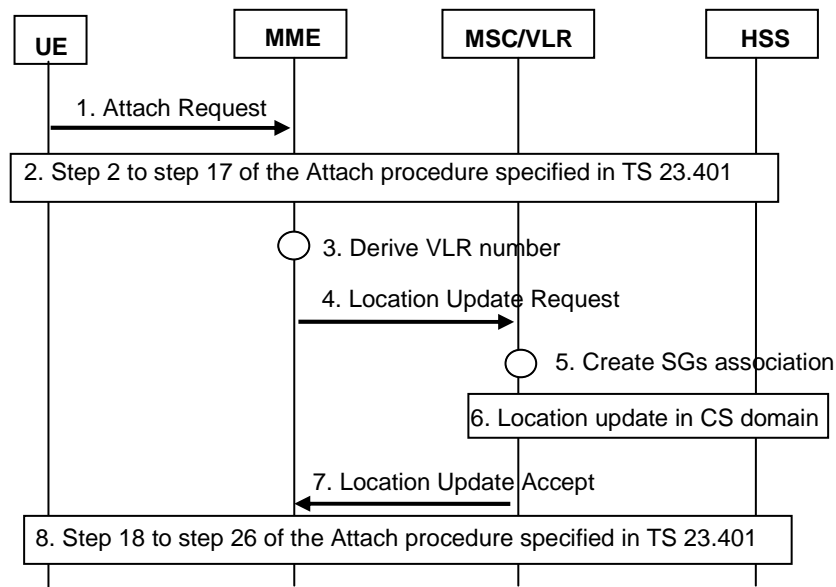 UE
MME
MSC/VLR
HSS
1. Attach Request
2. Step 2 to step 17 of the Attach procedure specified in TS 23.401
3. Derive VLR number
4. Location Update Request
5. Create SGs association
6. Location update in CS domain
7. Location Update Accept
8. Step 18 to step 26 of the Attach procedure specified in TS 23.401